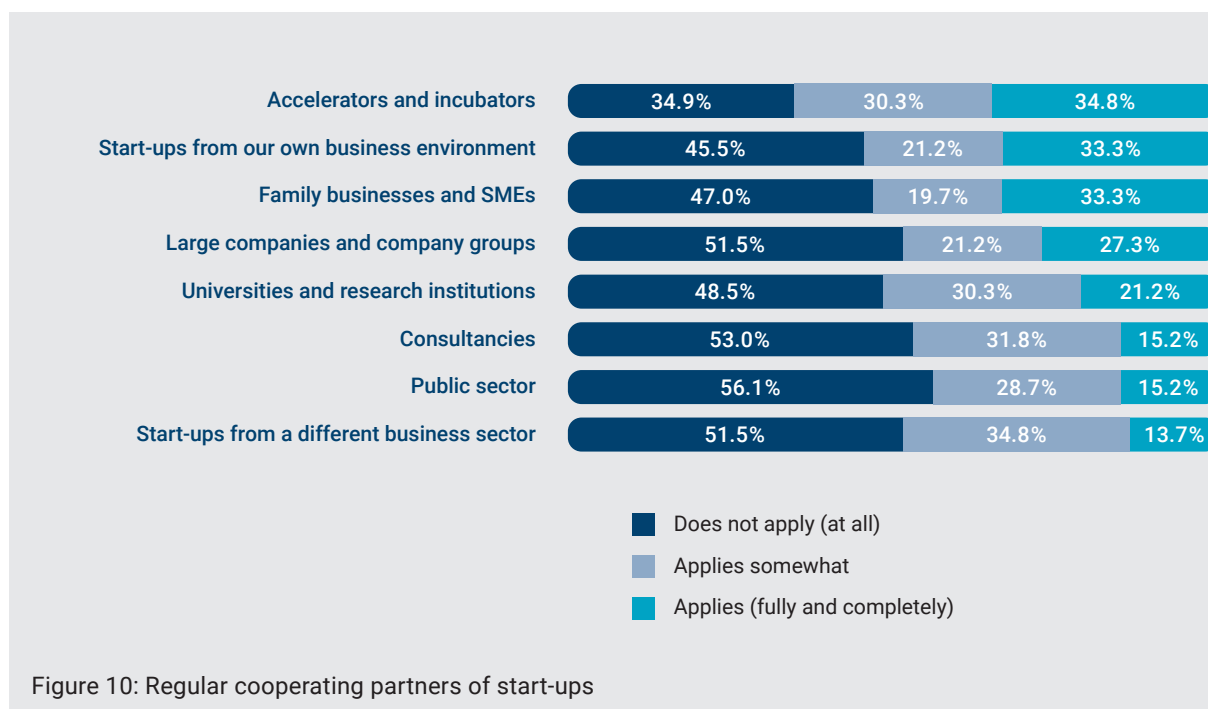 Accelerators and incubators 34.9% 30.3% 34.8%
Start-ups from our own business environment 45.5% 21.2% 33.3%
Family businesses and SMEs 47.0% 19.7% 33.3%
Large companies and company groups 51.5% 21.2% 27.3%
Universities and research institutions 48.5% 30.3% 21.2%
Consultancies 53.0% 31.8% 15.2%
Public sector 56.1% 28.7% 15.2%
Start-ups from a different business sector 51.5% 34.8% 13.7%
Does not apply (at all)
Applies somewhat
Applies (fully and completely)
Figure 10: Regular cooperating partners of start-ups